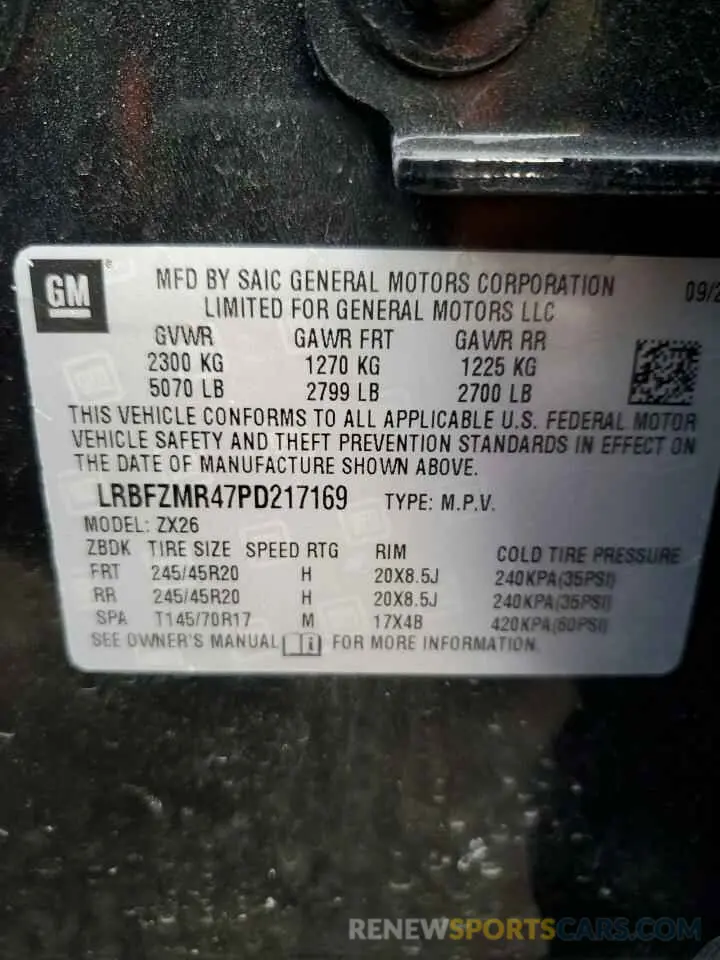 GM
MFD BY SAIC GENERAL MOTORS CORPORATION 09/2
LIMITED FOR GENERAL MOTORS LLC
GVWR GAWR FRT GAWR RR
2300 KG 1270 KG 1225 KG
5070 LB 2799 LB 2700 LB
THIS VEHICLE CONFORMS TO ALL APPLICABLE U.S. FEDERAL MOTOR
VEHICLE SAFETY AND THEFT PREVENTION STANDARDS IN EFFECT ON
THE DATE OF MANUFACTURE SHOWN ABOVE.
LRBFZMR47PD217169 TYPE: M.P.V.
MODEL: ZX26
ZBDK TIRE SIZE SPEED RTG RIM COLD TIRE PRESSURE
FRT 245/45R20 H 20X8.5J 240KPA(35PSI)
RR 245/45R20 H 20X8.5J 240KPA(35PSI)
SPA T145/70R17 M 17X4B 420KPA(60PSI)
SEE OWNER'S MANUAL i FOR MORE INFORMATION.
RENEWSPORTSCARS.COM